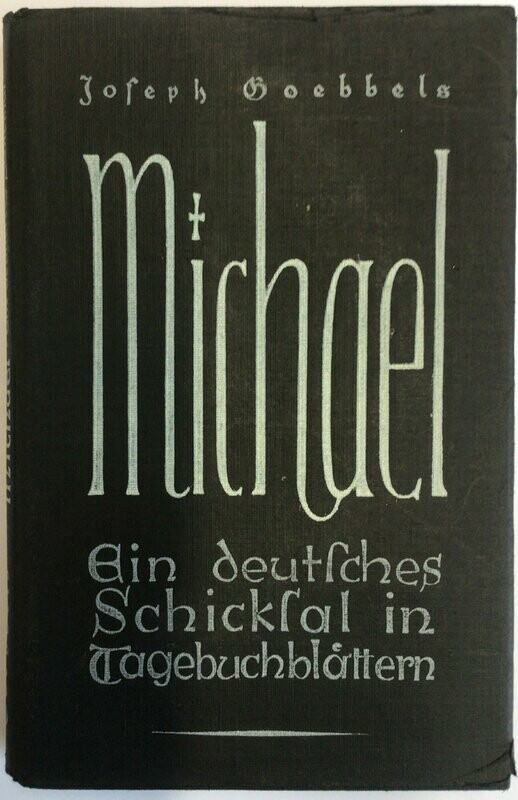 Joſeph Goebbels
Michael
Ein deutſches
Schickſal in
Tagebuchblättern